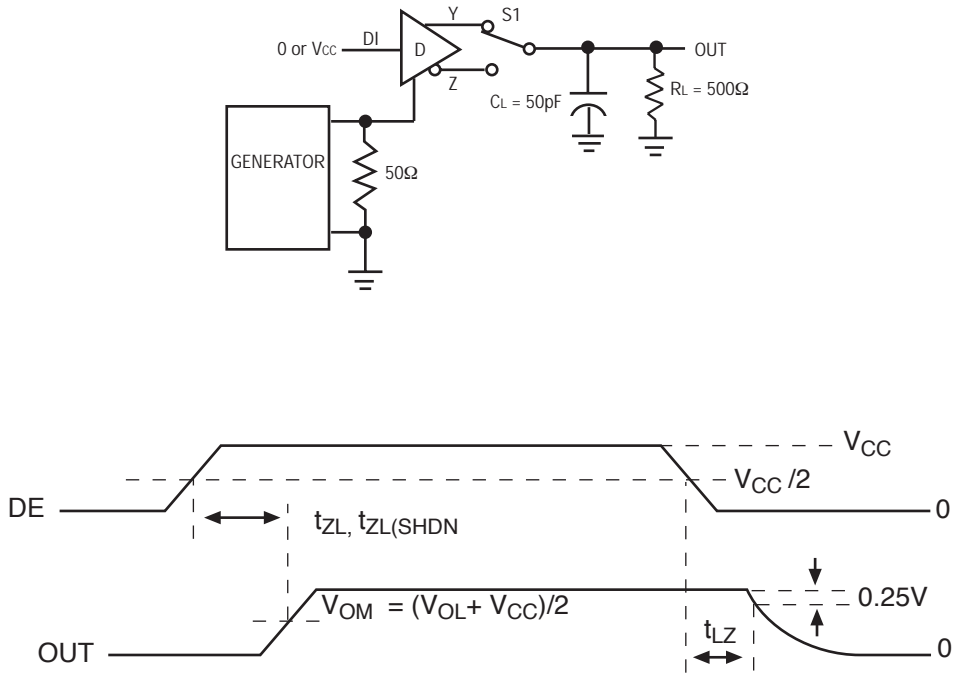 Y S1
0 or VCC DI D OUT
Z
CL = 50pF RL = 500Ω
GENERATOR 50Ω
VCC
VCC /2
DE 0
tZL, tZL(SHDN
VOM = (VOL+ VCC)/2 0.25V
tLZ
OUT 0